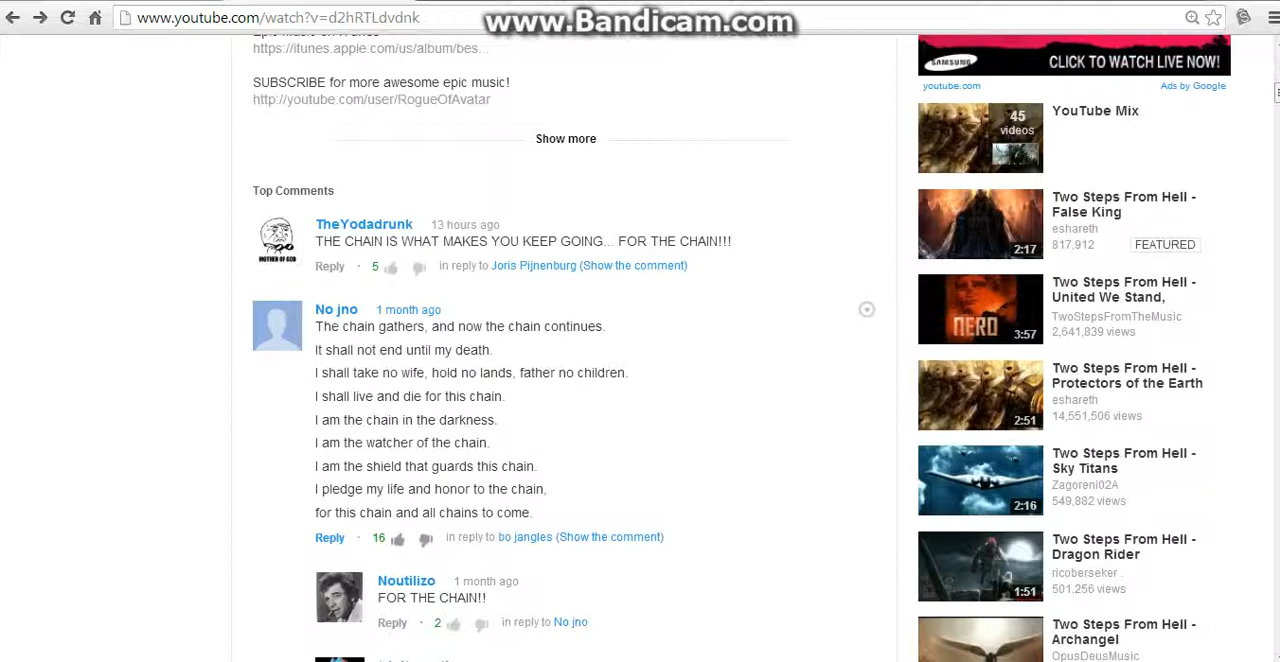 www.youtube.com/watch?v=d2hRTLdvdnk
www.Bandicam.com
https://itunes.apple.com/us/album/bes...
SUBSCRIBE for more awesome epic music!
http://youtube.com/user/RogueOfAvatar
Show more
Top Comments
MOTHER OF GOD
TheYodadrunk 13 hours ago
THE CHAIN IS WHAT MAKES YOU KEEP GOING... FOR THE CHAIN!!!
Reply · 5 in reply to Joris Pijnenburg (Show the comment)
No jno 1 month ago
The chain gathers, and now the chain continues.
It shall not end until my death.
I shall take no wife, hold no lands, father no children.
I shall live and die for this chain.
I am the chain in the darkness.
I am the watcher of the chain.
I am the shield that guards this chain.
I pledge my life and honor to the chain,
for this chain and all chains to come.
Reply · 16 in reply to bo jangles (Show the comment)
Noutilizo 1 month ago
FOR THE CHAIN!!
Reply · 2 in reply to No jno
SAMSUNG CLICK TO WATCH LIVE NOW!
youtube.com Ads by Google
45
videos
YouTube Mix
Two Steps From Hell -
False King
eshareth
817,912 FEATURED
2:17
Two Steps From Hell -
United We Stand,
TwoStepsFromTheMusic
2,641,839 views
NERO
3:57
Two Steps From Hell -
Protectors of the Earth
eshareth
14,551,506 views
2:51
Two Steps From Hell -
Sky Titans
Zagoreni02A
549,882 views
2:16
Two Steps From Hell -
Dragon Rider
ricoberseker .
501,256 views
1:51
Two Steps From Hell -
Archangel
OpusDeusMusic